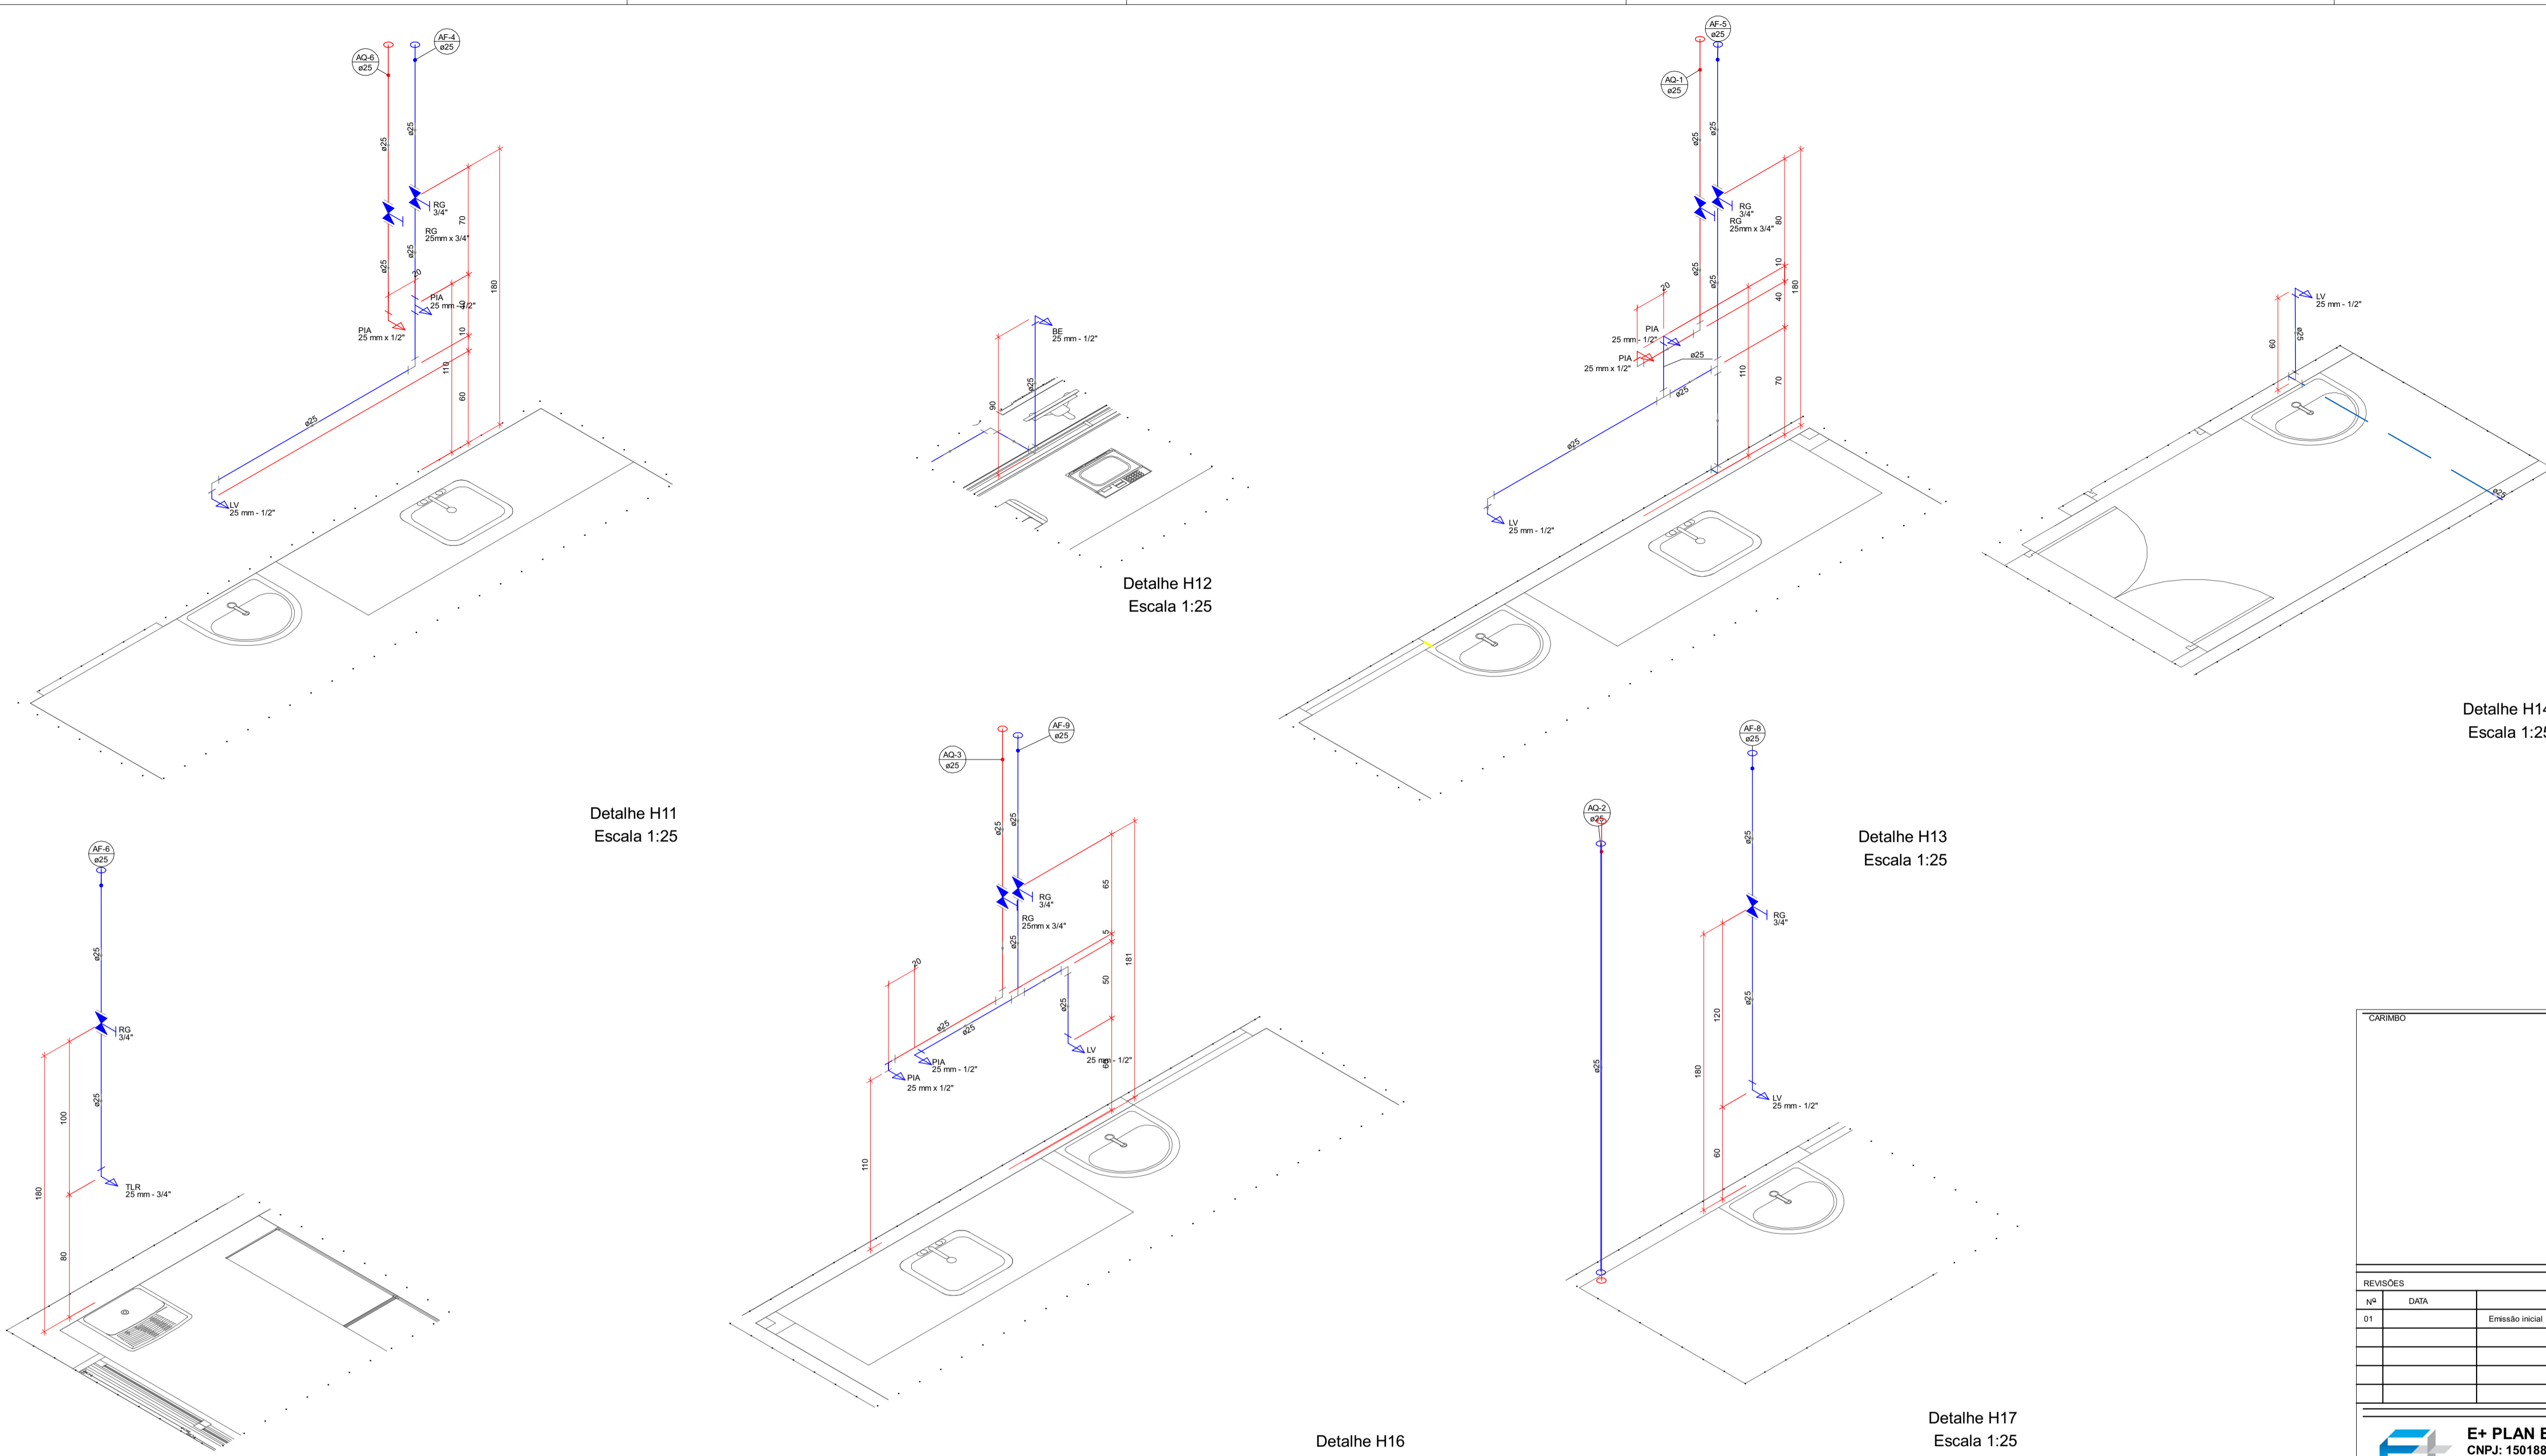 AQ-6
ø25
AF-4
ø25
ø25
ø25
RG
3/4"
RG
25mm x 3/4"
ø25
ø25
20
PIA
25 mm - 1/2"
PIA
25 mm x 1/2"
70
40
10
110
60
180
ø25
LV
25 mm - 1/2"
Detalhe H11
Escala 1:25
BE
25 mm - 1/2"
ø25
90
Detalhe H12
Escala 1:25
AF-5
ø25
AQ-1
ø25
ø25
ø25
RG
3/4"
RG
25mm x 3/4"
ø25
ø25
20
PIA
25 mm - 1/2"
PIA
25 mm x 1/2"
ø25
ø25
ø25
80
10
40
180
110
70
LV
25 mm - 1/2"
Detalhe H13
Escala 1:25
LV
25 mm - 1/2"
ø25
60
ø25
Detalhe H14
Escala 1:25
AF-6
ø25
ø25
RG
3/4"
ø25
100
180
80
TLR
25 mm - 3/4"
AF-9
ø25
AQ-3
ø25
ø25
ø25
RG
3/4"
RG
25mm x 3/4"
ø25
65
5
181
50
60
20
ø25
ø25
ø25
PIA
25 mm - 1/2"
PIA
25 mm x 1/2"
LV
25 mm - 1/2"
110
Detalhe H16
AF-8
ø25
AQ-2
ø25
ø25
RG
3/4"
ø25
ø25
120
180
60
LV
25 mm - 1/2"
Detalhe H17
Escala 1:25
CARIMBO
REVISÕES
Nº DATA
01 Emissão inicial
E+ PLAN
CNPJ: 150188